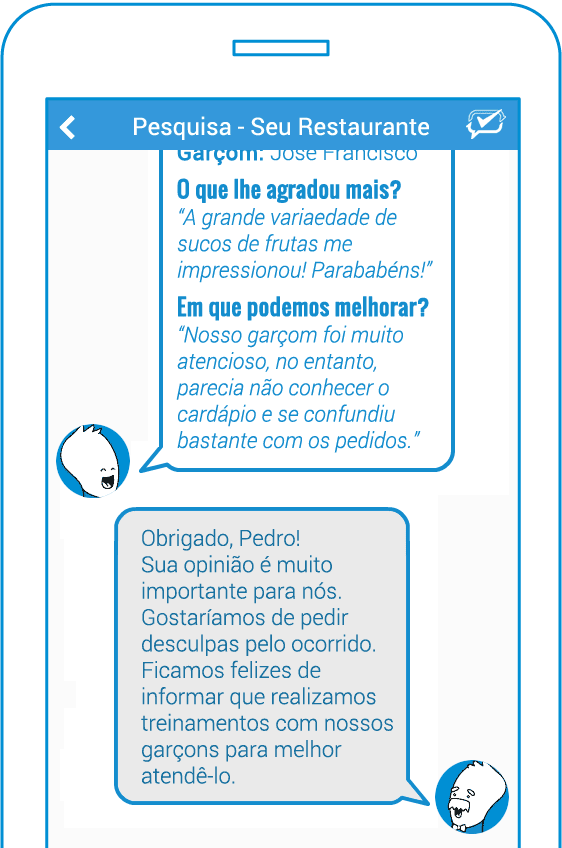 Pesquisa - Seu Restaurante
Garçom: José Francisco
O que lhe agradou mais?
“A grande variaedade de
sucos de frutas me
impressionou! Parababéns!”
Em que podemos melhorar?
“Nosso garçom foi muito
atencioso, no entanto,
parecia não conhecer o
cardápio e se confundiu
bastante com os pedidos.”
Obrigado, Pedro!
Sua opinião é muito
importante para nós.
Gostaríamos de pedir
desculpas pelo ocorrido.
Ficamos felizes de
informar que realizamos
treinamentos com nossos
garçons para melhor
atendê-lo.